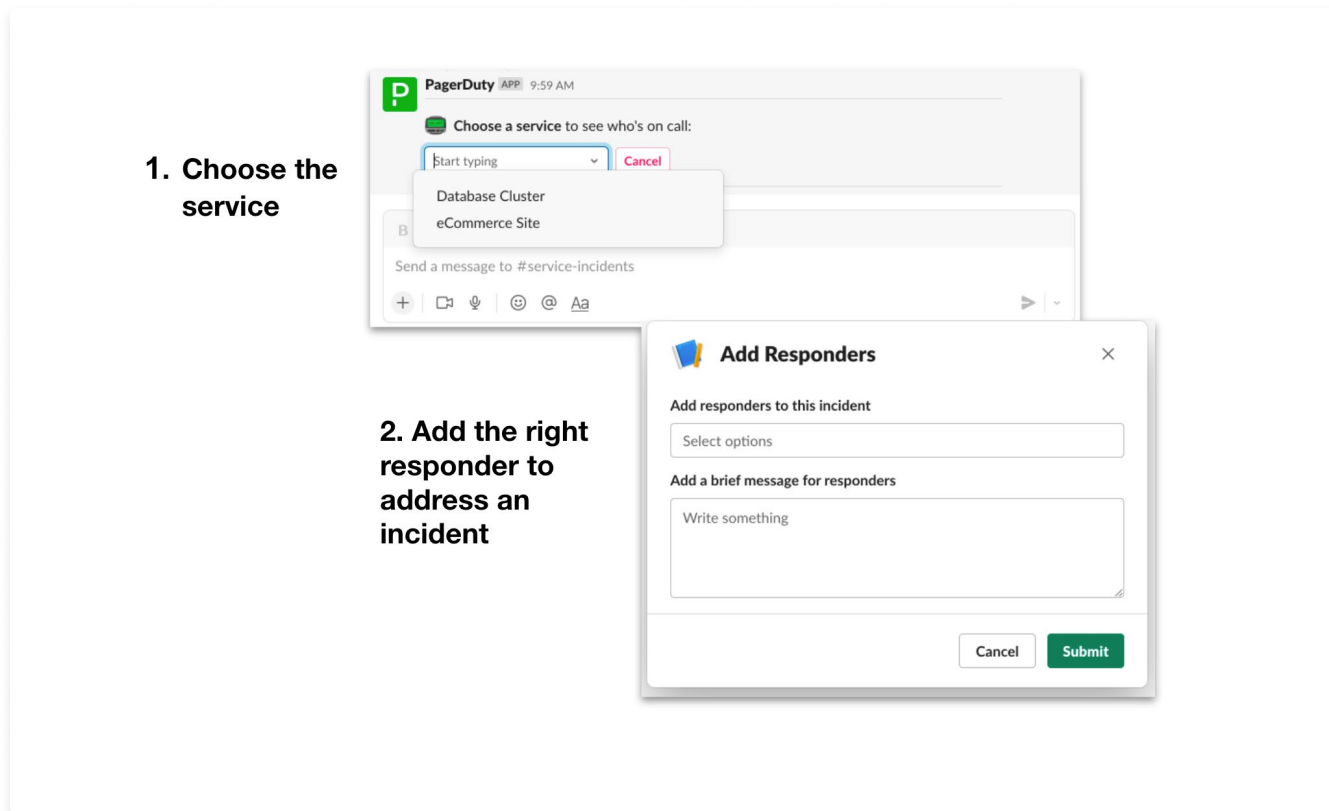 PagerDuty APP 9:59 AM
Choose a service to see who's on call:
1. Choose the
service
Start typing
Cancel
Database Cluster
eCommerce Site
B
Send a message to #service-incidents
Aa
Add Responders
Add responders to this incident
Select options
2. Add the right
responder to
address an
incident
Add a brief message for responders
Write something
Cancel
Submit